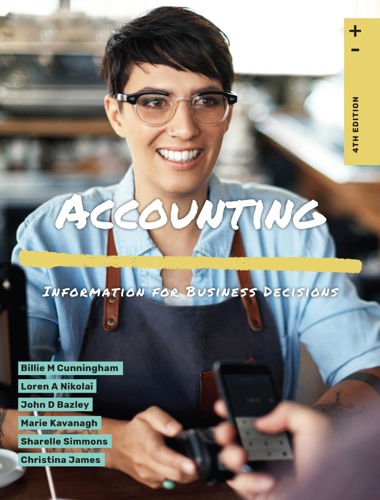 +
-
4TH EDITION
ACCOUNTING
INFORMATION FOR BUSINESS DECISIONS
Billie M Cunningham
Loren A Nikolai
John D Bazley
Marie Kavanagh
Sharelle Simmons
Christina James